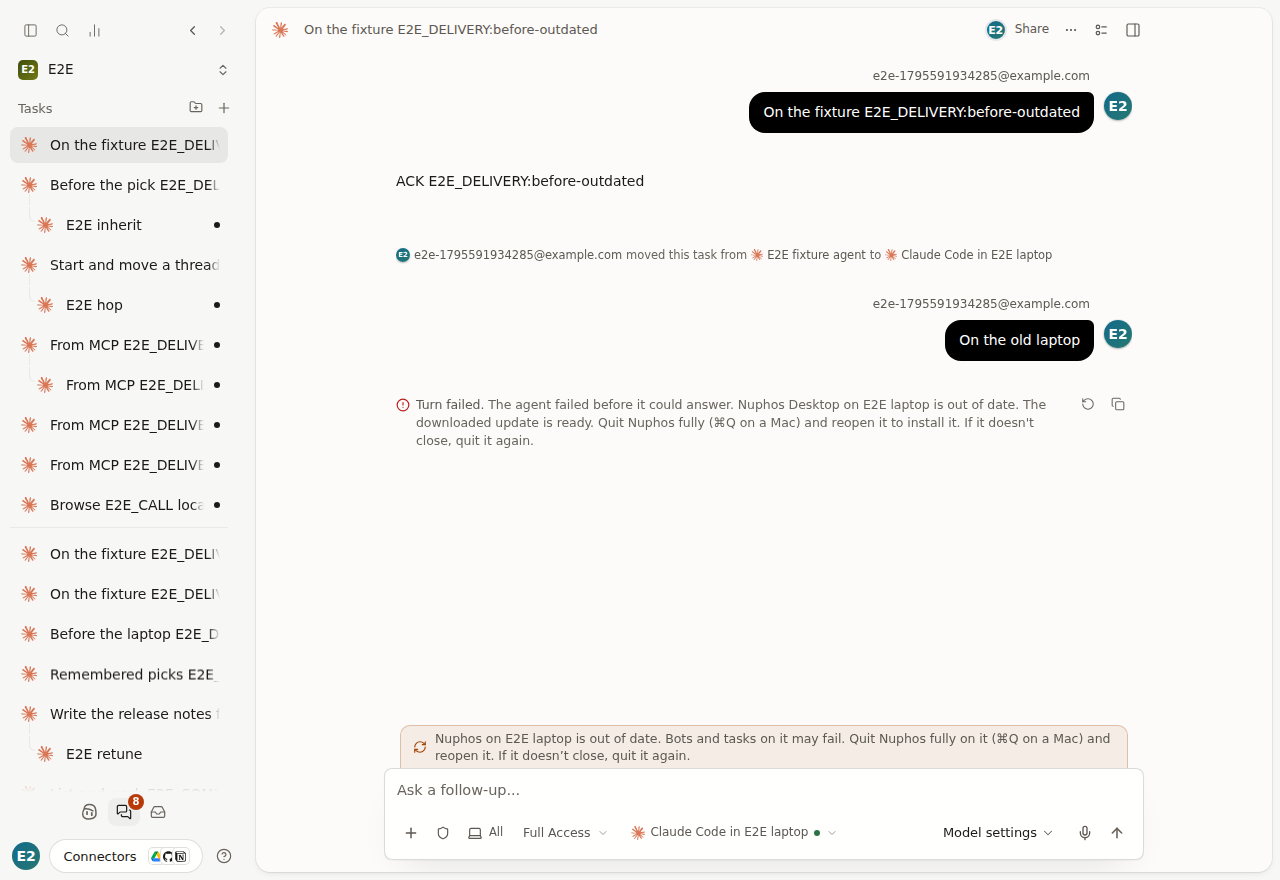 On the fixture E2E_DELIVERY:before-outdated
E2 Share
E2 E2E
Tasks
On the fixture E2E_DELIV
Before the pick E2E_DEL
E2E inherit
Start and move a thread
E2E hop
From MCP E2E_DELIVE
From MCP E2E_DELI
From MCP E2E_DELIVE
From MCP E2E_DELIVE
Browse E2E_CALL loca
On the fixture E2E_DELIV
On the fixture E2E_DELIV
Before the laptop E2E_D
Remembered picks E2E_
Write the release notes f
E2E retune
8
E2 Connectors
e2e-1795591934285@example.com
On the fixture E2E_DELIVERY:before-outdated
E2
ACK E2E_DELIVERY:before-outdated
E2 e2e-1795591934285@example.com moved this task from E2E fixture agent to Claude Code in E2E laptop
e2e-1795591934285@example.com
On the old laptop
E2
Turn failed. The agent failed before it could answer. Nuphos Desktop on E2E laptop is out of date. The
downloaded update is ready. Quit Nuphos fully (⌘Q on a Mac) and reopen it to install it. If it doesn't
close, quit it again.
Nuphos on E2E laptop is out of date. Bots and tasks on it may fail. Quit Nuphos fully on it (⌘Q on a Mac) and
reopen it. If it doesn’t close, quit it again.
Ask a follow-up...
All Full Access Claude Code in E2E laptop Model settings